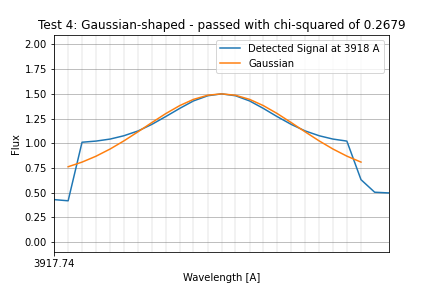 Test 4: Gaussian-shaped - passed with chi-squared of 0.2679
Detected Signal at 3918 A
Gaussian
2.00
1.75
1.50
1.25
1.00
0.75
0.50
0.25
0.00
Flux
3917.74
Wavelength [A]